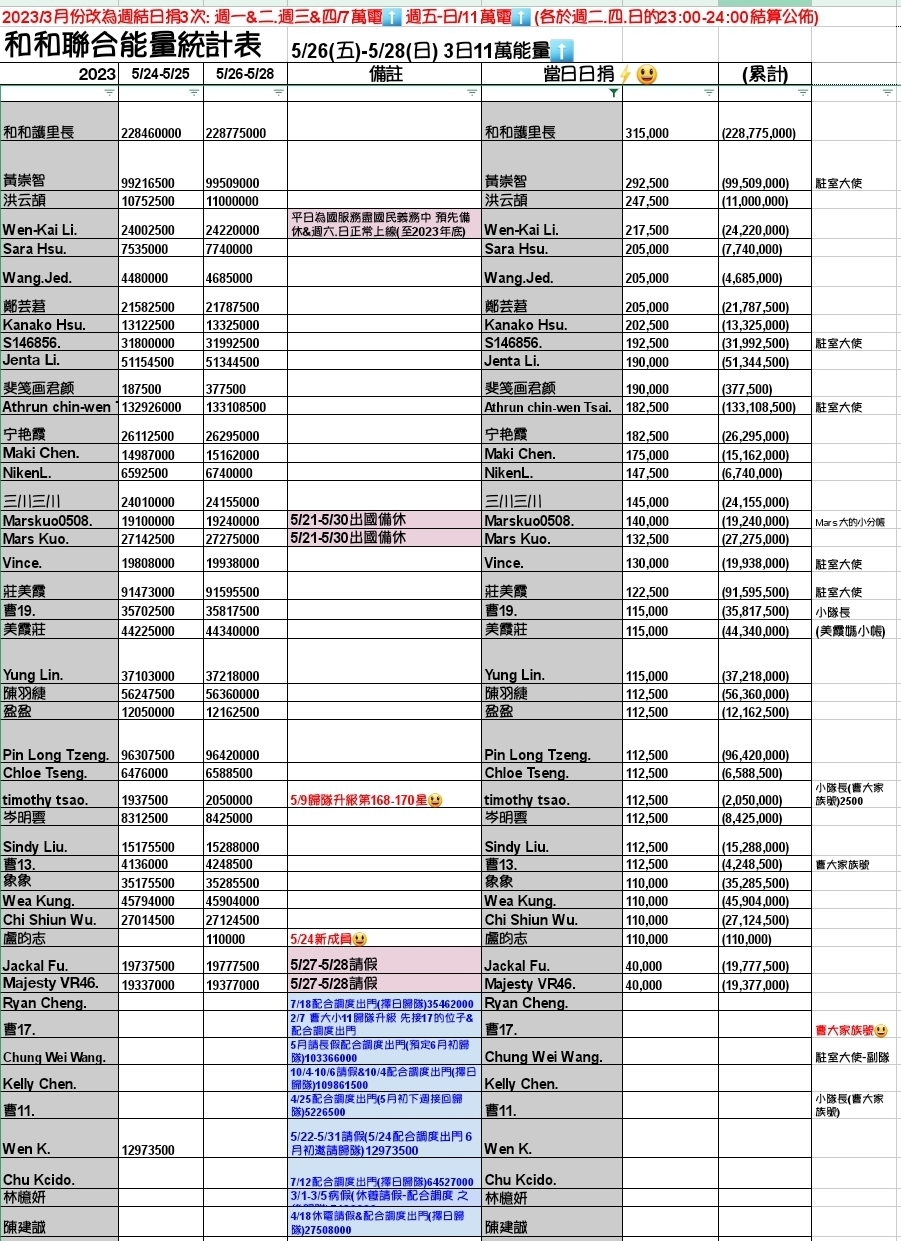 2023/3月份改為週結日捐3次: 週一&二.週三&四/7萬電⬆️ 週五-日/11萬電⬆️ (各於週二.四.日的23:00-24:00結算公佈)
和和聯合能量統計表 5/26(五)-5/28(日) 3日11萬能量⬆️
2023 5/24-5/25 5/26-5/28 備註 當日日捐⚡😃 (累計)
和和護里長 228460000 228775000 和和護里長 315,000 (228,775,000)
黃崇智 99216500 99509000 黃崇智 292,500 (99,509,000) 駐室大使
洪云頡 10752500 11000000 洪云頡 247,500 (11,000,000)
平日為國服務盡國民義務中 預先備
Wen-Kai Li. 24002500 24220000 休&週六.日正常上線(至2023年底) Wen-Kai Li. 217,500 (24,220,000)
Sara Hsu. 7535000 7740000 Sara Hsu. 205,000 (7,740,000)
Wang.Jed. 4480000 4685000 Wang.Jed. 205,000 (4,685,000)
鄭芸莙 21582500 21787500 鄭芸莙 205,000 (21,787,500)
Kanako Hsu. 13122500 13325000 Kanako Hsu. 202,500 (13,325,000)
S146856. 31800000 31992500 S146856. 192,500 (31,992,500) 駐室大使
Jenta Li. 51154500 51344500 Jenta Li. 190,000 (51,344,500)
斐笺画君颜 187500 377500 斐笺画君颜 190,000 (377,500)
Athrun chin-wen 132926000 133108500 Athrun chin-wen Tsai. 182,500 (133,108,500) 駐室大使
宁艳霞 26112500 26295000 宁艳霞 182,500 (26,295,000)
Maki Chen. 14987000 15162000 Maki Chen. 175,000 (15,162,000)
NikenL. 6592500 6740000 NikenL. 147,500 (6,740,000)
三川三川 24010000 24155000 三川三川 145,000 (24,155,000)
Marskuo0508. 19100000 19240000 5/21-5/30出國備休 Marskuo0508. 140,000 (19,240,000) Mars大的小分帳
Mars Kuo. 27142500 27275000 5/21-5/30出國備休 Mars Kuo. 132,500 (27,275,000)
Vince. 19808000 19938000 Vince. 130,000 (19,938,000) 駐室大使
莊美霞 91473000 91595500 莊美霞 122,500 (91,595,500) 駐室大使
曹19. 35702500 35817500 曹19. 115,000 (35,817,500) 小隊長
美霞莊 44225000 44340000 美霞莊 115,000 (44,340,000) (美霞媽小帳)
Yung Lin. 37103000 37218000 Yung Lin. 115,000 (37,218,000)
陳羽緁 56247500 56360000 陳羽緁 112,500 (56,360,000)
盈盈 12050000 12162500 盈盈 112,500 (12,162,500)
Pin Long Tzeng. 96307500 96420000 Pin Long Tzeng. 112,500 (96,420,000)
Chloe Tseng. 6476000 6588500 Chloe Tseng. 112,500 (6,588,500)
小隊長(曹大家
timothy tsao. 1937500 2050000 5/9歸隊升級第168-170星😃 timothy tsao. 112,500 (2,050,000) 族號)2500
岑明雲 8312500 8425000 岑明雲 112,500 (8,425,000)
Sindy Liu. 15175500 15288000 Sindy Liu. 112,500 (15,288,000)
曹13. 4136000 4248500 曹13. 112,500 (4,248,500) 曹大家族號
象象 35175500 35285500 象象 110,000 (35,285,500)
Wea Kung. 45794000 45904000 Wea Kung. 110,000 (45,904,000)
Chi Shiun Wu. 27014500 27124500 Chi Shiun Wu. 110,000 (27,124,500)
盧昀志 110000 5/24新成員😃 盧昀志 110,000 (110,000)
Jackal Fu. 19737500 19777500 5/27-5/28請假 Jackal Fu. 40,000 (19,777,500)
Majesty VR46. 19337000 19377000 5/27-5/28請假 Majesty VR46. 40,000 (19,377,000)
Ryan Cheng. 7/18配合調度出門(擇日歸隊)35462000 Ryan Cheng.
2/7 曹大小11歸隊升級 先接17的位子&
曹17. 配合調度出門 曹17. 曹大家族號😃
5月請長假配合調度出門(預定6月初歸
Chung Wei Wang. 隊)103366000 Chung Wei Wang. 駐室大使-副隊
10/4-10/6請假&10/4配合調度出門(擇日
Kelly Chen. 歸隊)109861500 Kelly Chen.
4/25配合調度出門(5月初下週接回歸 小隊長(曹大家
曹11. 隊)5226500 曹11. 族號)
5/22-5/31請假(5/24配合調度出門 6
Wen K. 12973500 月初邀請歸隊)12973500 Wen K.
Chu Kcido. 7/12配合調度出門(擇日歸隊)64527000 Chu Kcido.
林憶妍 3/1-3/5病假(休養請假-配合調度 之 林憶妍
4/18休電請假&配合調度出門(擇日歸
陳建誠 隊)27508000 陳建誠